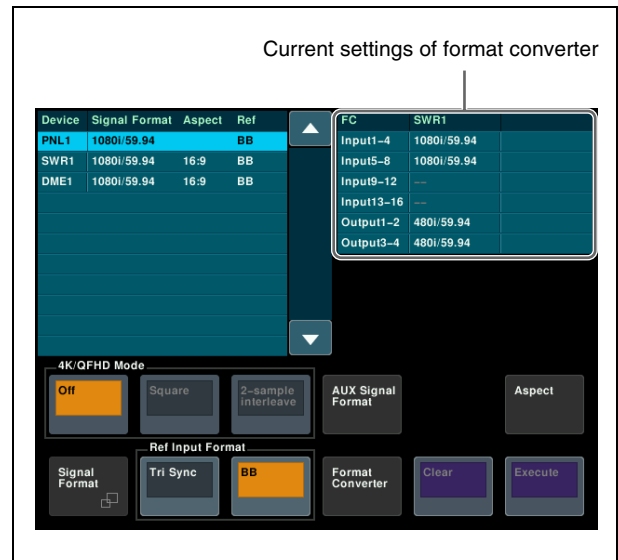 Current settings of format converter
Device Signal Format Aspect Ref
PNL1 1080i/59.94 BB
SWR1 1080i/59.94 16:9 BB
DME1 1080i/59.94 16:9 BB
FC SWR1
Input1–4 1080i/59.94
Input5–8 1080i/59.94
Input9–12 ––
Input13–16 ––
Output1–2 480i/59.94
Output3–4 480i/59.94
4K/QFHD Mode
Off
Square
2–sample
interleave
AUX Signal
Format
Aspect
Ref Input Format
Signal
Format
Tri Sync
BB
Format
Converter
Clear
Execute